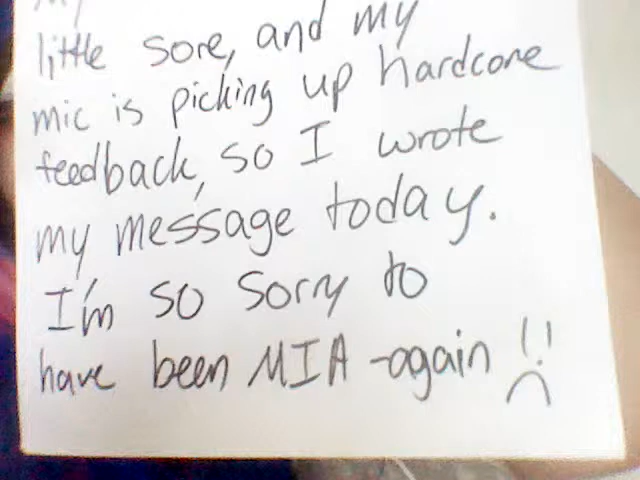 little sore, and my
mic is picking up hardcore
feedback, so I wrote
my message today.
I'm so sorry to
have been MIA -again !!